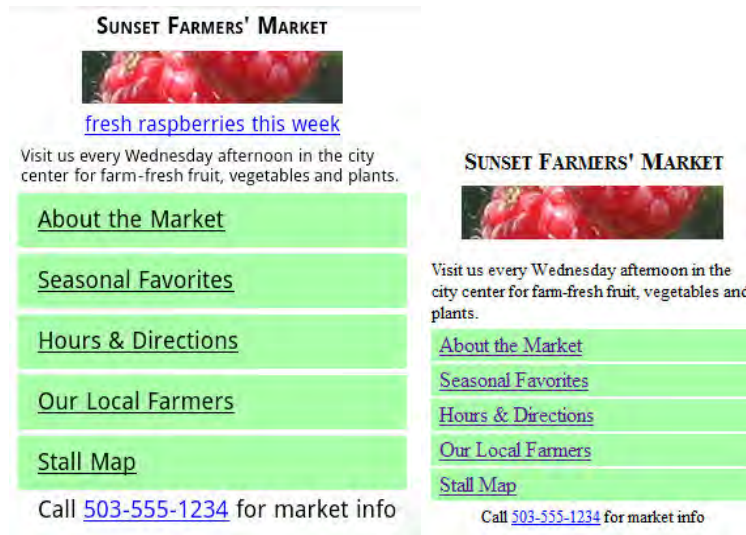 Sunset Farmers' Market
fresh raspberries this week
Visit us every Wednesday afternoon in the city
center for farm-fresh fruit, vegetables and plants.
About the Market
Seasonal Favorites
Hours & Directions
Our Local Farmers
Stall Map
Call 503-555-1234 for market info
Sunset Farmers' Market
Visit us every Wednesday afternoon in the
city center for farm-fresh fruit, vegetables and
plants.
About the Market
Seasonal Favorites
Hours & Directions
Our Local Farmers
Stall Map
Call 503-555-1234 for market info